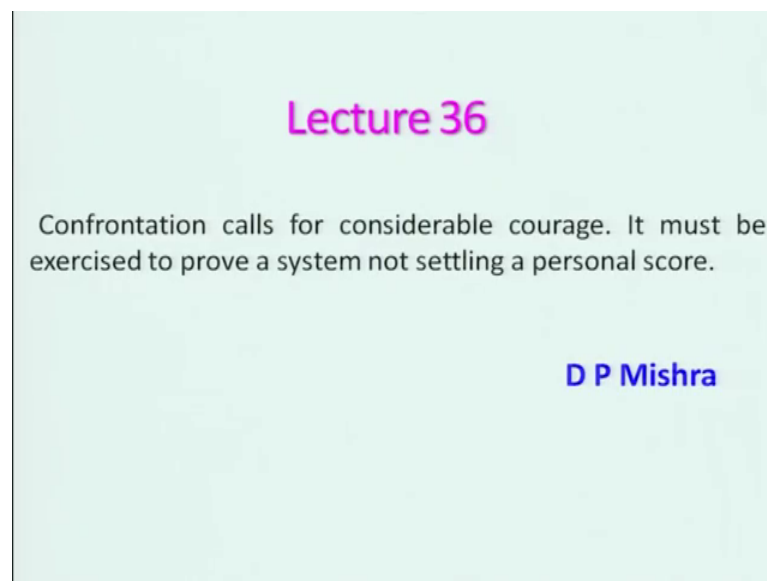 Lecture 36
Confrontation calls for considerable courage. It must be
exercised to prove a system not settling a personal score.
D P Mishra